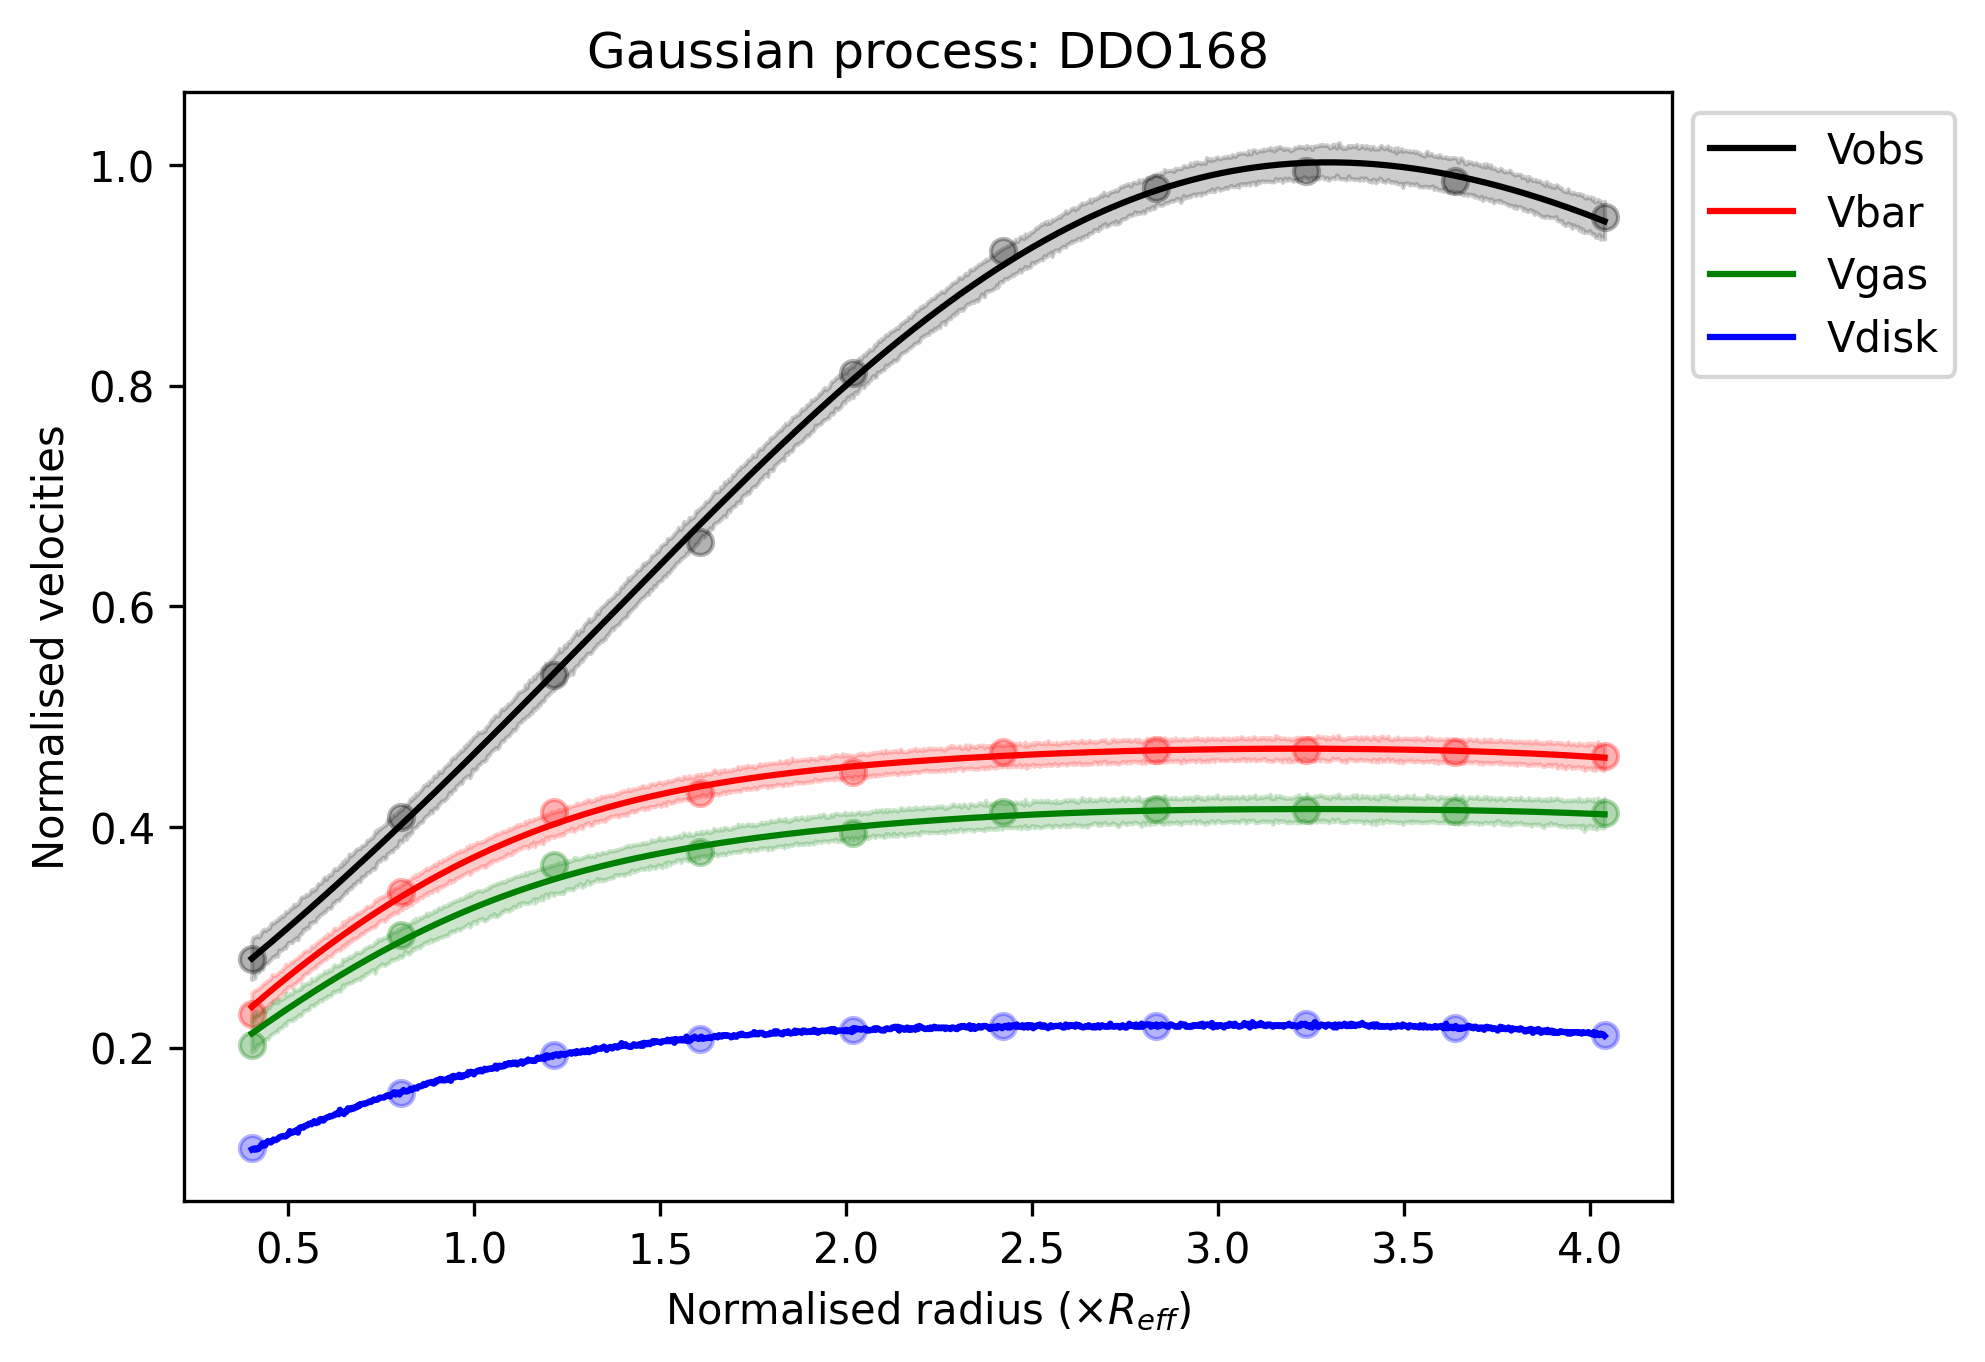 Gaussian process: DDO168
Vobs
Vbar
Vgas
Vdisk
Normalised velocities
1.0
0.8
0.6
0.4
0.2
0.5 1.0 1.5 2.0 2.5 3.0 3.5 4.0
Normalised radius (×R_eff)